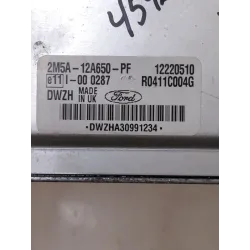 2M5A-12A650-PF 12220510
e11 I-00 0287 R0411C004G
DWZH MADE IN UK Ford
•DWZHA30991234•